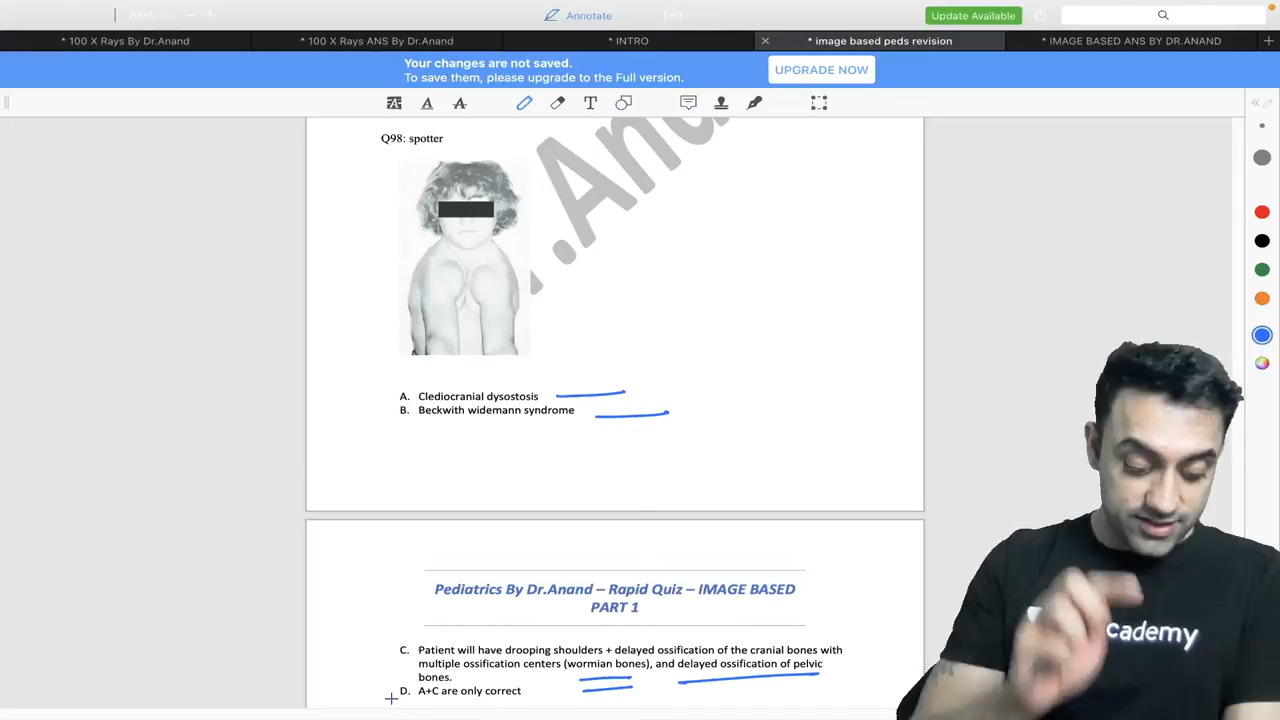 Annotate
Edit
Update Available
* 100 X Rays By Dr.Anand
* 100 X Rays ANS By Dr.Anand
* INTRO
* image based peds revision
* IMAGE BASED ANS BY DR.ANAND
Your changes are not saved.
To save them, please upgrade to the Full version.
UPGRADE NOW
Q98: spotter
A. Clediocranial dysostosis
B. Beckwith widemann syndrome
Pediatrics By Dr.Anand – Rapid Quiz – IMAGE BASED
PART 1
C. Patient will have drooping shoulders + delayed ossification of the cranial bones with
multiple ossification centers (wormian bones), and delayed ossification of pelvic
bones.
D. A+C are only correct
cademy